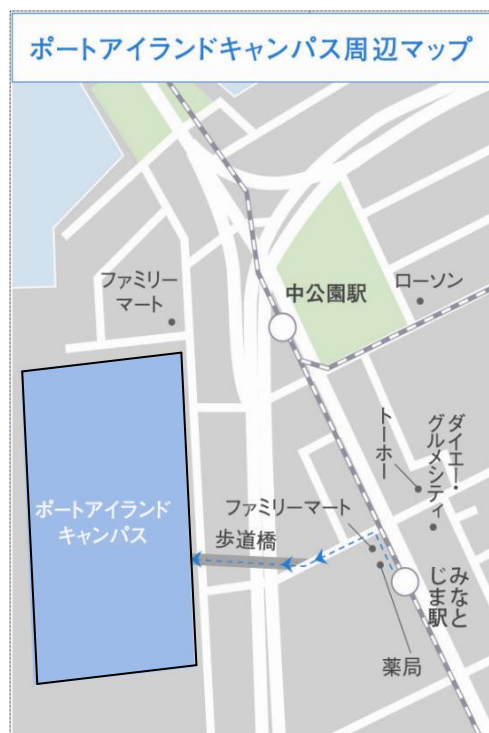 ポートアイランドキャンパス周辺マップ
ファミリー
マート
中公園駅
ローソン
トーホー
ダイエー・
グルメシティ
ポートアイランド
キャンパス
ファミリーマート
歩道橋
みなと
じま駅
薬局